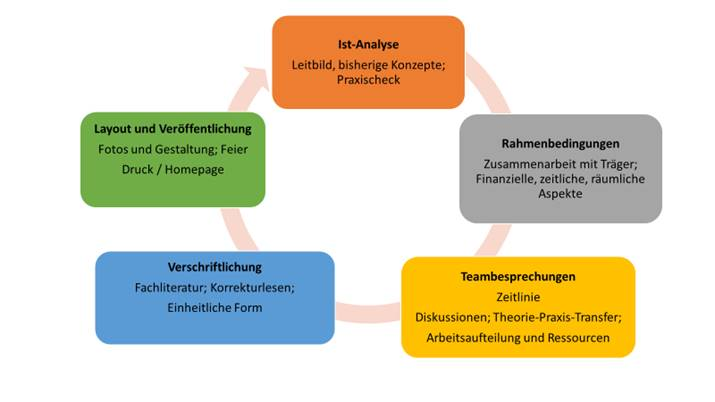 Ist-Analyse
Leitbild, bisherige Konzepte;
Praxischeck
Rahmenbedingungen
Zusammenarbeit mit Träger;
Finanzielle, zeitliche, räumliche
Aspekte
Teambesprechungen
Zeitlinie
Diskussionen; Theorie-Praxis-Transfer;
Arbeitsaufteilung und Ressourcen
Verschriftlichung
Fachliteratur; Korrekturlesen;
Einheitliche Form
Layout und Veröffentlichung
Fotos und Gestaltung; Feier
Druck / Homepage